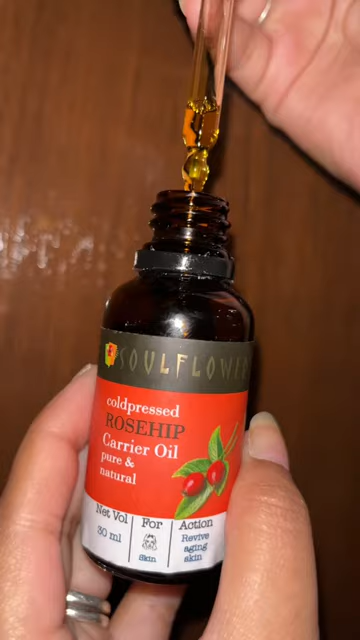 SOULFLOWER
coldpressed
ROSEHIP
Carrier Oil
pure &
natural
Net Vol
30 ml
For
Skin
Action
Revive
aging
skin